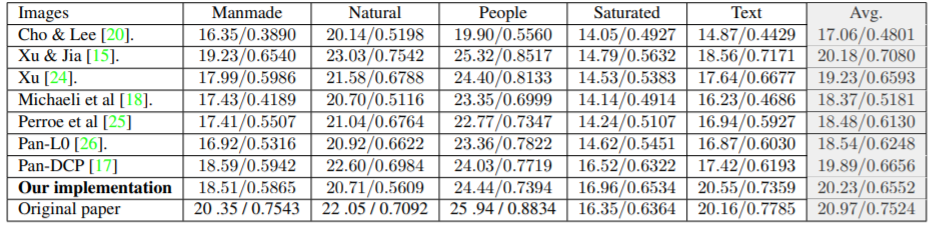 Images Manmade Natural People Saturated Text Avg.
Cho & Lee [20]. 16.35/0.3890 20.14/0.5198 19.90/0.5560 14.05/0.4927 14.87/0.4429 17.06/0.4801
Xu & Jia [15]. 19.23/0.6540 23.03/0.7542 25.32/0.8517 14.79/0.5632 18.56/0.7171 20.18/0.7080
Xu [24]. 17.99/0.5986 21.58/0.6788 24.40/0.8133 14.53/0.5383 17.64/0.6677 19.23/0.6593
Michaeli et al [18]. 17.43/0.4189 20.70/0.5116 23.35/0.6999 14.14/0.4914 16.23/0.4686 18.37/0.5181
Perroe et al [25] 17.41/0.5507 21.04/0.6764 22.77/0.7347 14.24/0.5107 16.94/0.5927 18.48/0.6130
Pan-L0 [26]. 16.92/0.5316 20.92/0.6622 23.36/0.7822 14.62/0.5451 16.87/0.6030 18.54/0.6248
Pan-DCP [17] 18.59/0.5942 22.60/0.6984 24.03/0.7719 16.52/0.6322 17.42/0.6193 19.89/0.6656
Our implementation 18.51/0.5865 20.71/0.5609 24.44/0.7394 16.96/0.6534 20.55/0.7359 20.23/0.6552
Original paper 20 .35 / 0.7543 22 .05 / 0.7092 25 .94 / 0.8834 16.35/0.6364 20.16/0.7785 20.97/0.7524